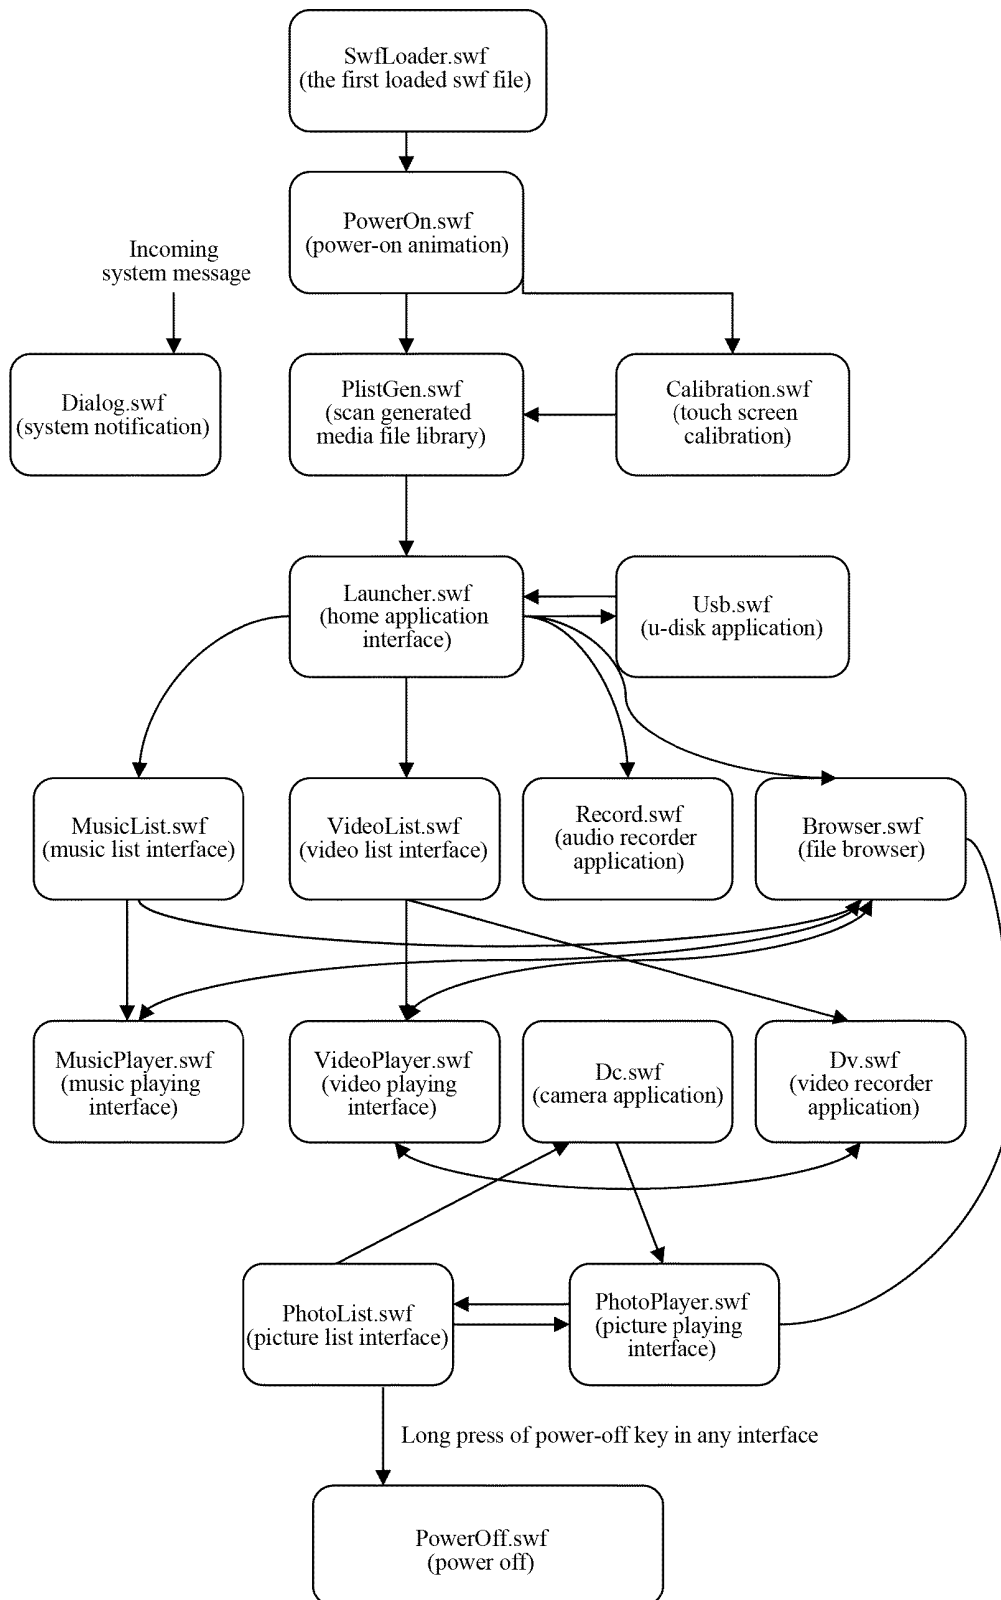 SwfLoader.swf
(the first loaded swf file)
PowerOn.swf
(power-on animation)
Incoming
system message
Dialog.swf
(system notification)
PlistGen.swf
(scan generated
media file library)
Calibration.swf
(touch screen
calibration)
Launcher.swf
(home application
interface)
Usb.swf
(u-disk application)
MusicList.swf
(music list interface)
VideoList.swf
(video list interface)
Record.swf
(audio recorder
application)
Browser.swf
(file browser)
MusicPlayer.swf
(music playing
interface)
VideoPlayer.swf
(video playing
interface)
Dc.swf
(camera application)
Dv.swf
(video recorder
application)
PhotoList.swf
(picture list interface)
PhotoPlayer.swf
(picture playing
interface)
Long press of power-off key in any interface
PowerOff.swf
(power off)